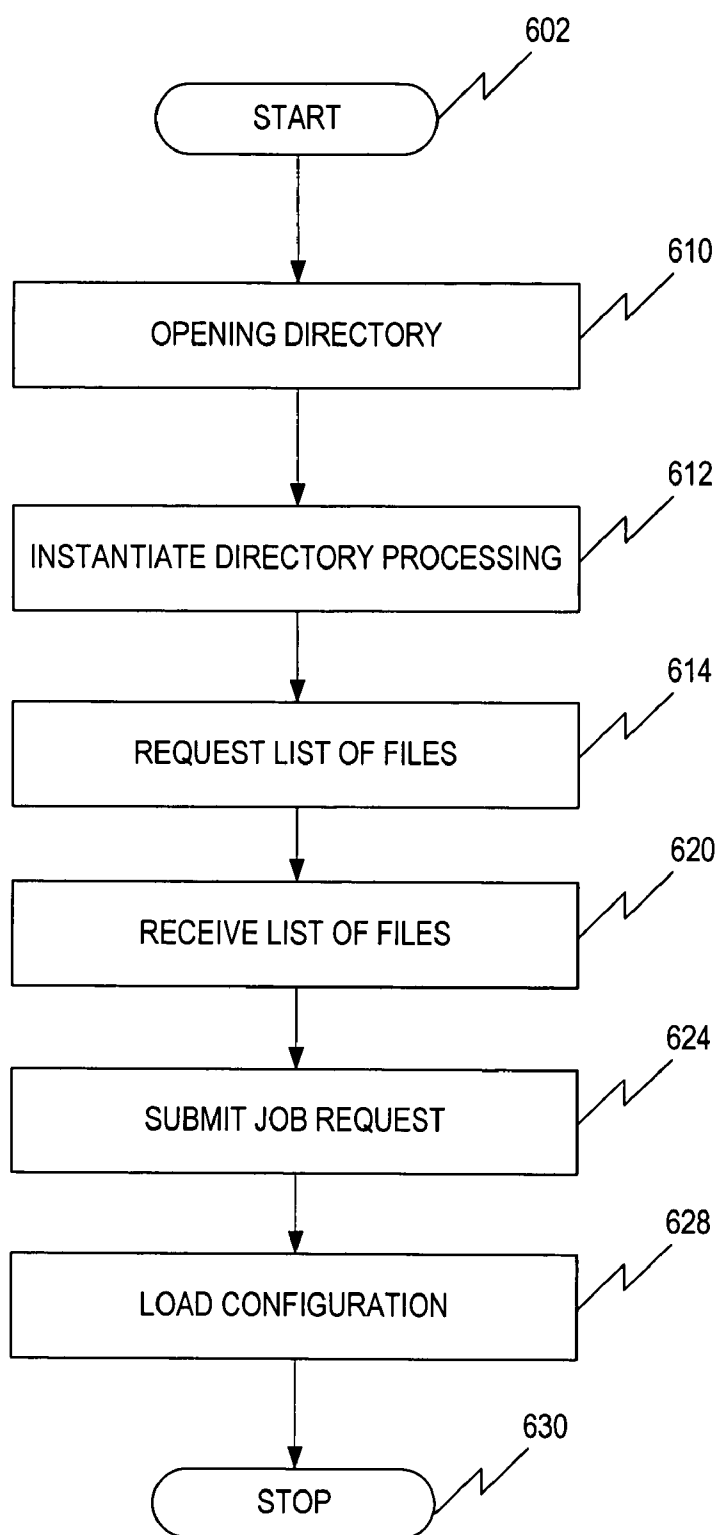 602
START
610
OPENING DIRECTORY
612
INSTANTIATE DIRECTORY PROCESSING
614
REQUEST LIST OF FILES
620
RECEIVE LIST OF FILES
624
SUBMIT JOB REQUEST
628
LOAD CONFIGURATION
630
STOP